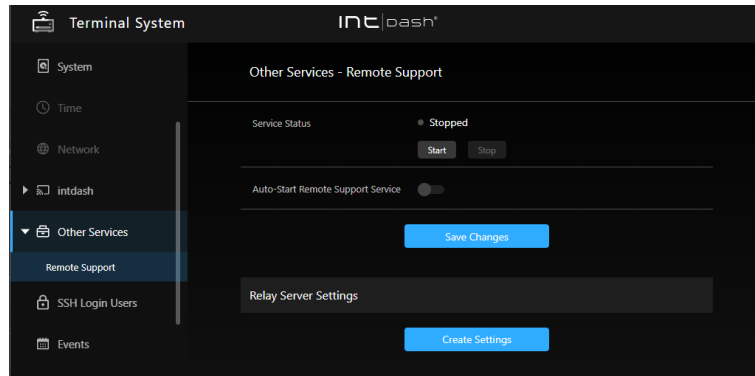 Terminal System
intdash®
System
Time
Network
intdash
Other Services
Remote Support
SSH Login Users
Events
Other Services - Remote Support
Service Status
Stopped
Start Stop
Auto-Start Remote Support Service
Save Changes
Relay Server Settings
Create Settings